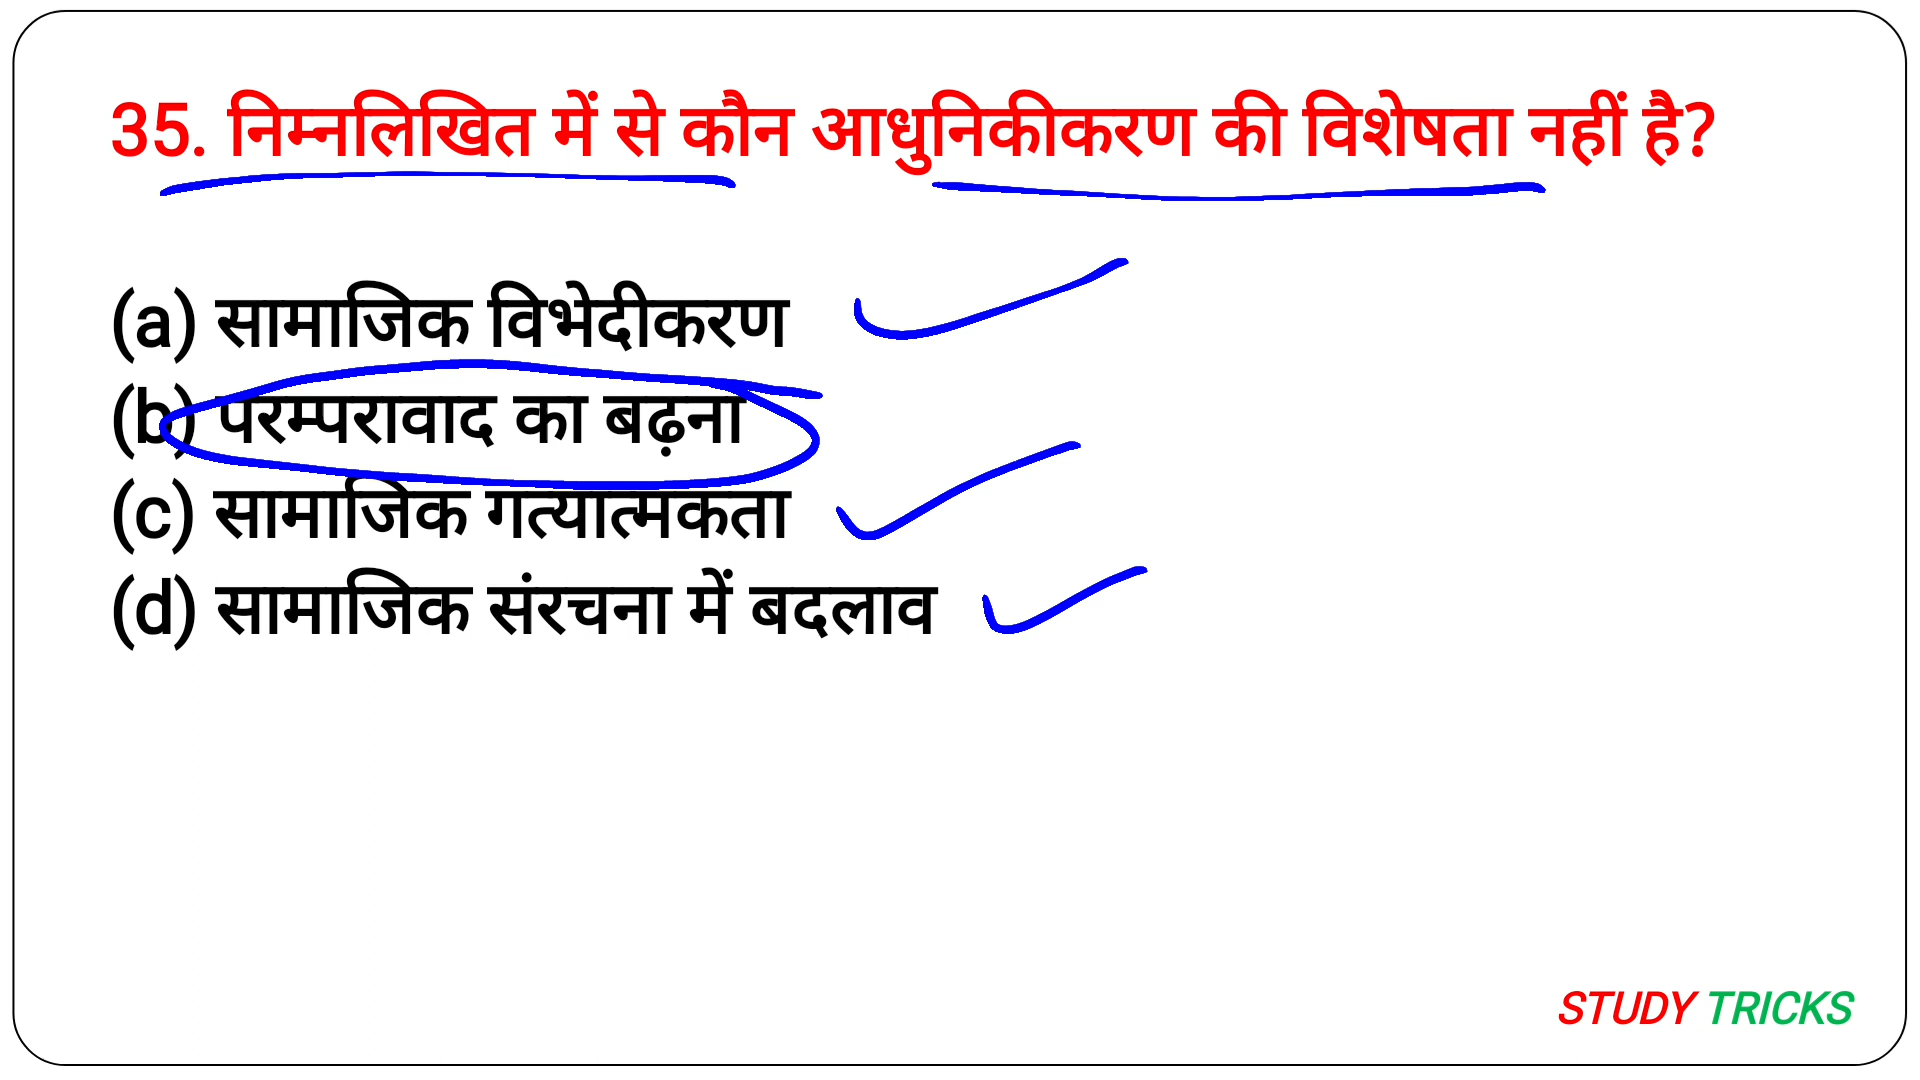 35. निम्नलिखित में से कौन आधुनिकीकरण की विशेषता नहीं है?
(a) सामाजिक विभेदीकरण
(b) परम्परावाद का बढ़ना
(c) सामाजिक गत्यात्मकता
(d) सामाजिक संरचना में बदलाव
STUDY TRICKS